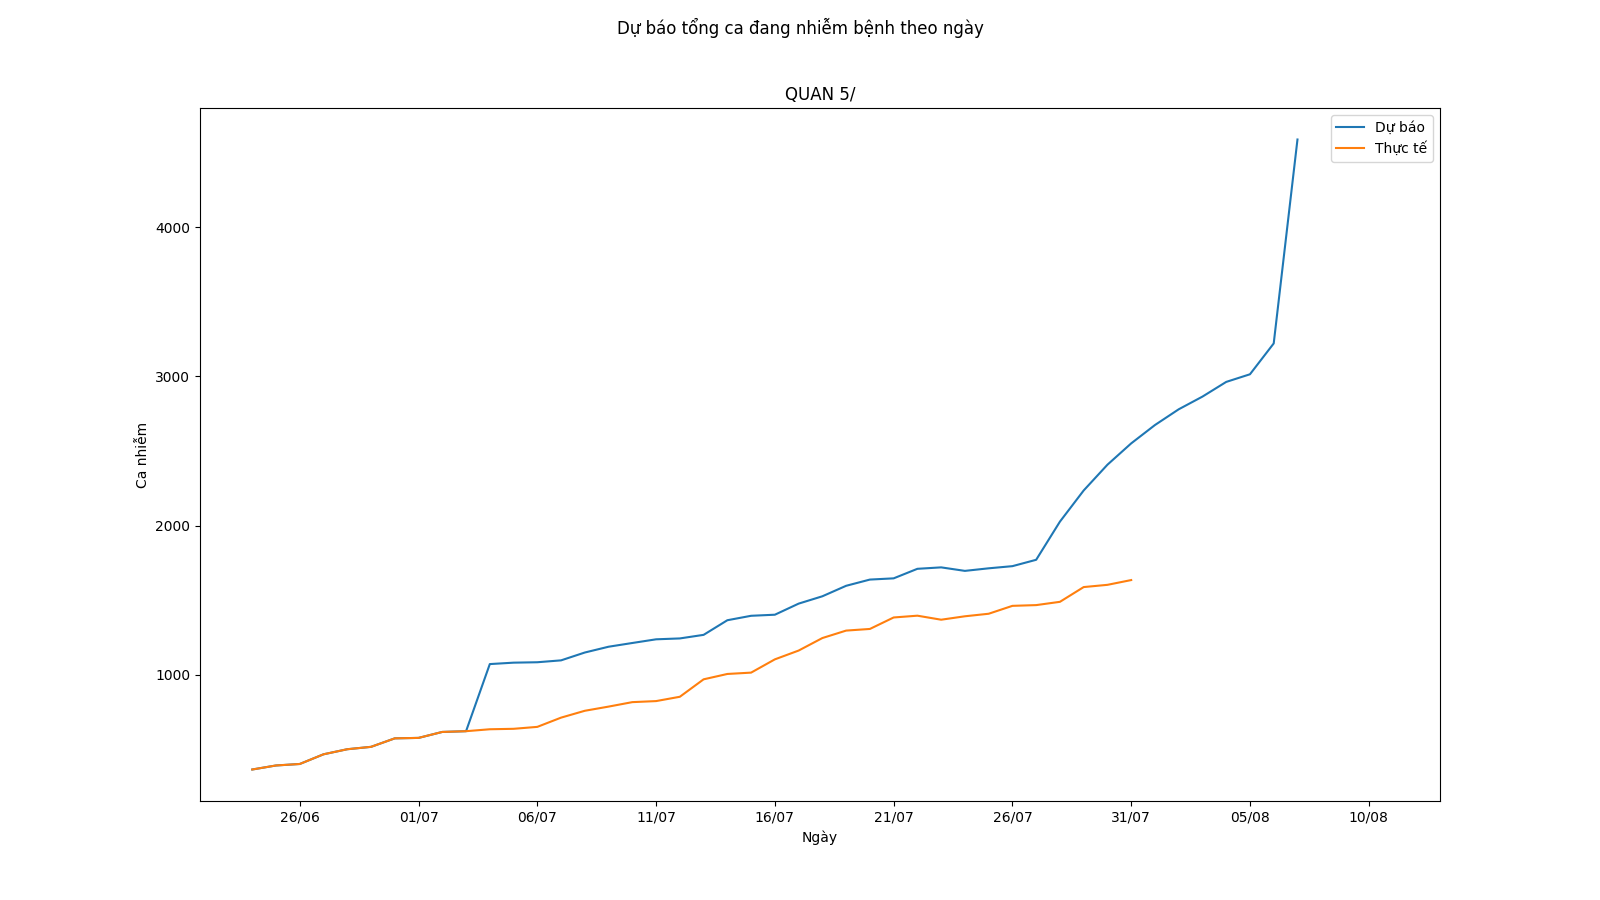 Dự báo tổng ca đang nhiễm bệnh theo ngày
QUAN 5/
Dự báo
Thực tế
4000
3000
2000
1000
Ca nhiễm
26/06
01/07
06/07
11/07
16/07
21/07
26/07
31/07
05/08
10/08
Ngày